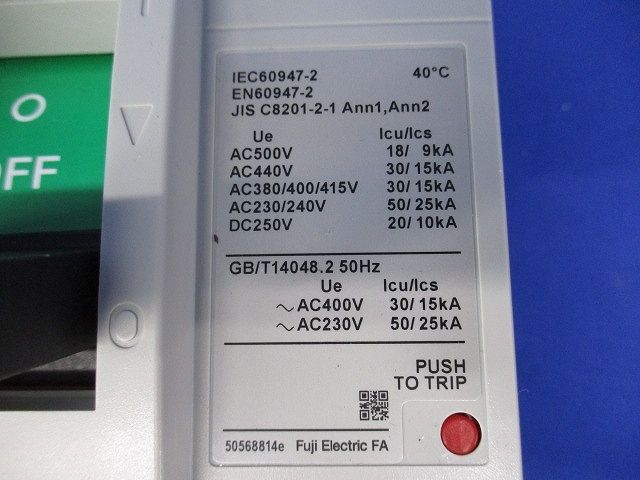 OFF
IEC60947-2 40°C
EN60947-2
JIS C8201-2-1 Ann1,Ann2
Ue Icu/Ics
AC500V 18/ 9kA
AC440V 30/15kA
AC380/400/415V 30/15kA
AC230/240V 50/25kA
DC250V 20/10kA
GB/T14048.2 50Hz
Ue Icu/Ics
～AC400V 30/15kA
～AC230V 50/25kA
PUSH
TO TRIP
50568814e Fuji Electric FA